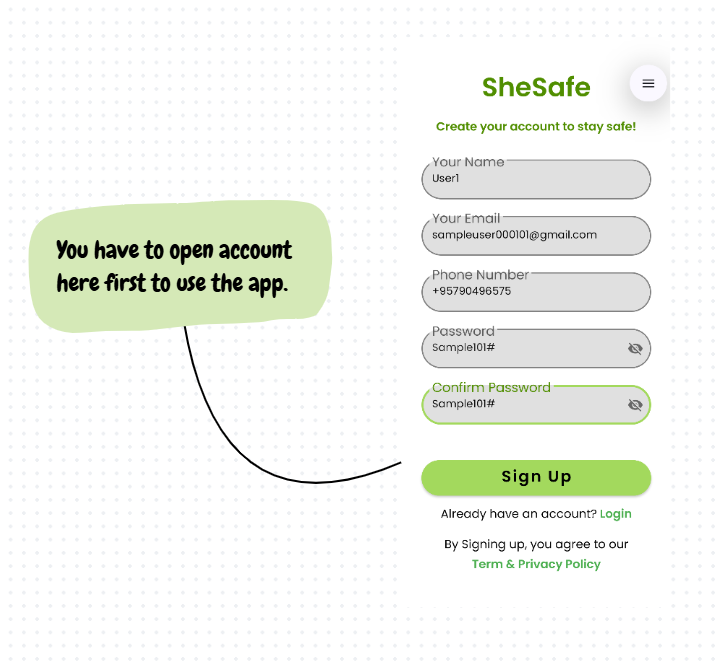 SheSafe
Create your account to stay safe!
You have to open account
here first to use the app.
Your Name
User1
Your Email
sampleuser000101@gmail.com
Phone Number
+95790496575
Password
Sample101#
Confirm Password
Sample101#
Sign Up
Already have an account? Login
By Signing up, you agree to our
Term & Privacy Policy